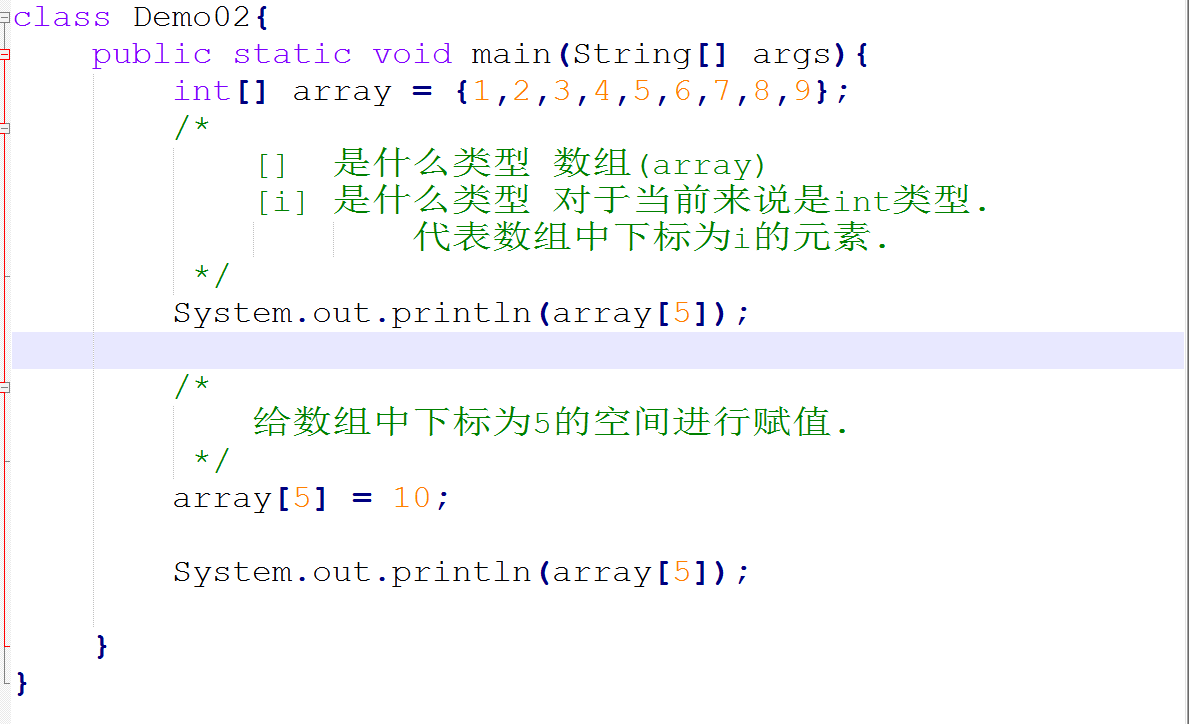 class Demo02{
public static void main(String[] args){
int[] array = {1,2,3,4,5,6,7,8,9};
/*
[] 是什么类型 数组(array)
[i] 是什么类型 对于当前来说是int类型.
代表数组中下标为i的元素.
*/
System.out.println(array[5]);
/*
给数组中下标为5的空间进行赋值.
*/
array[5] = 10;
System.out.println(array[5]);
}
}